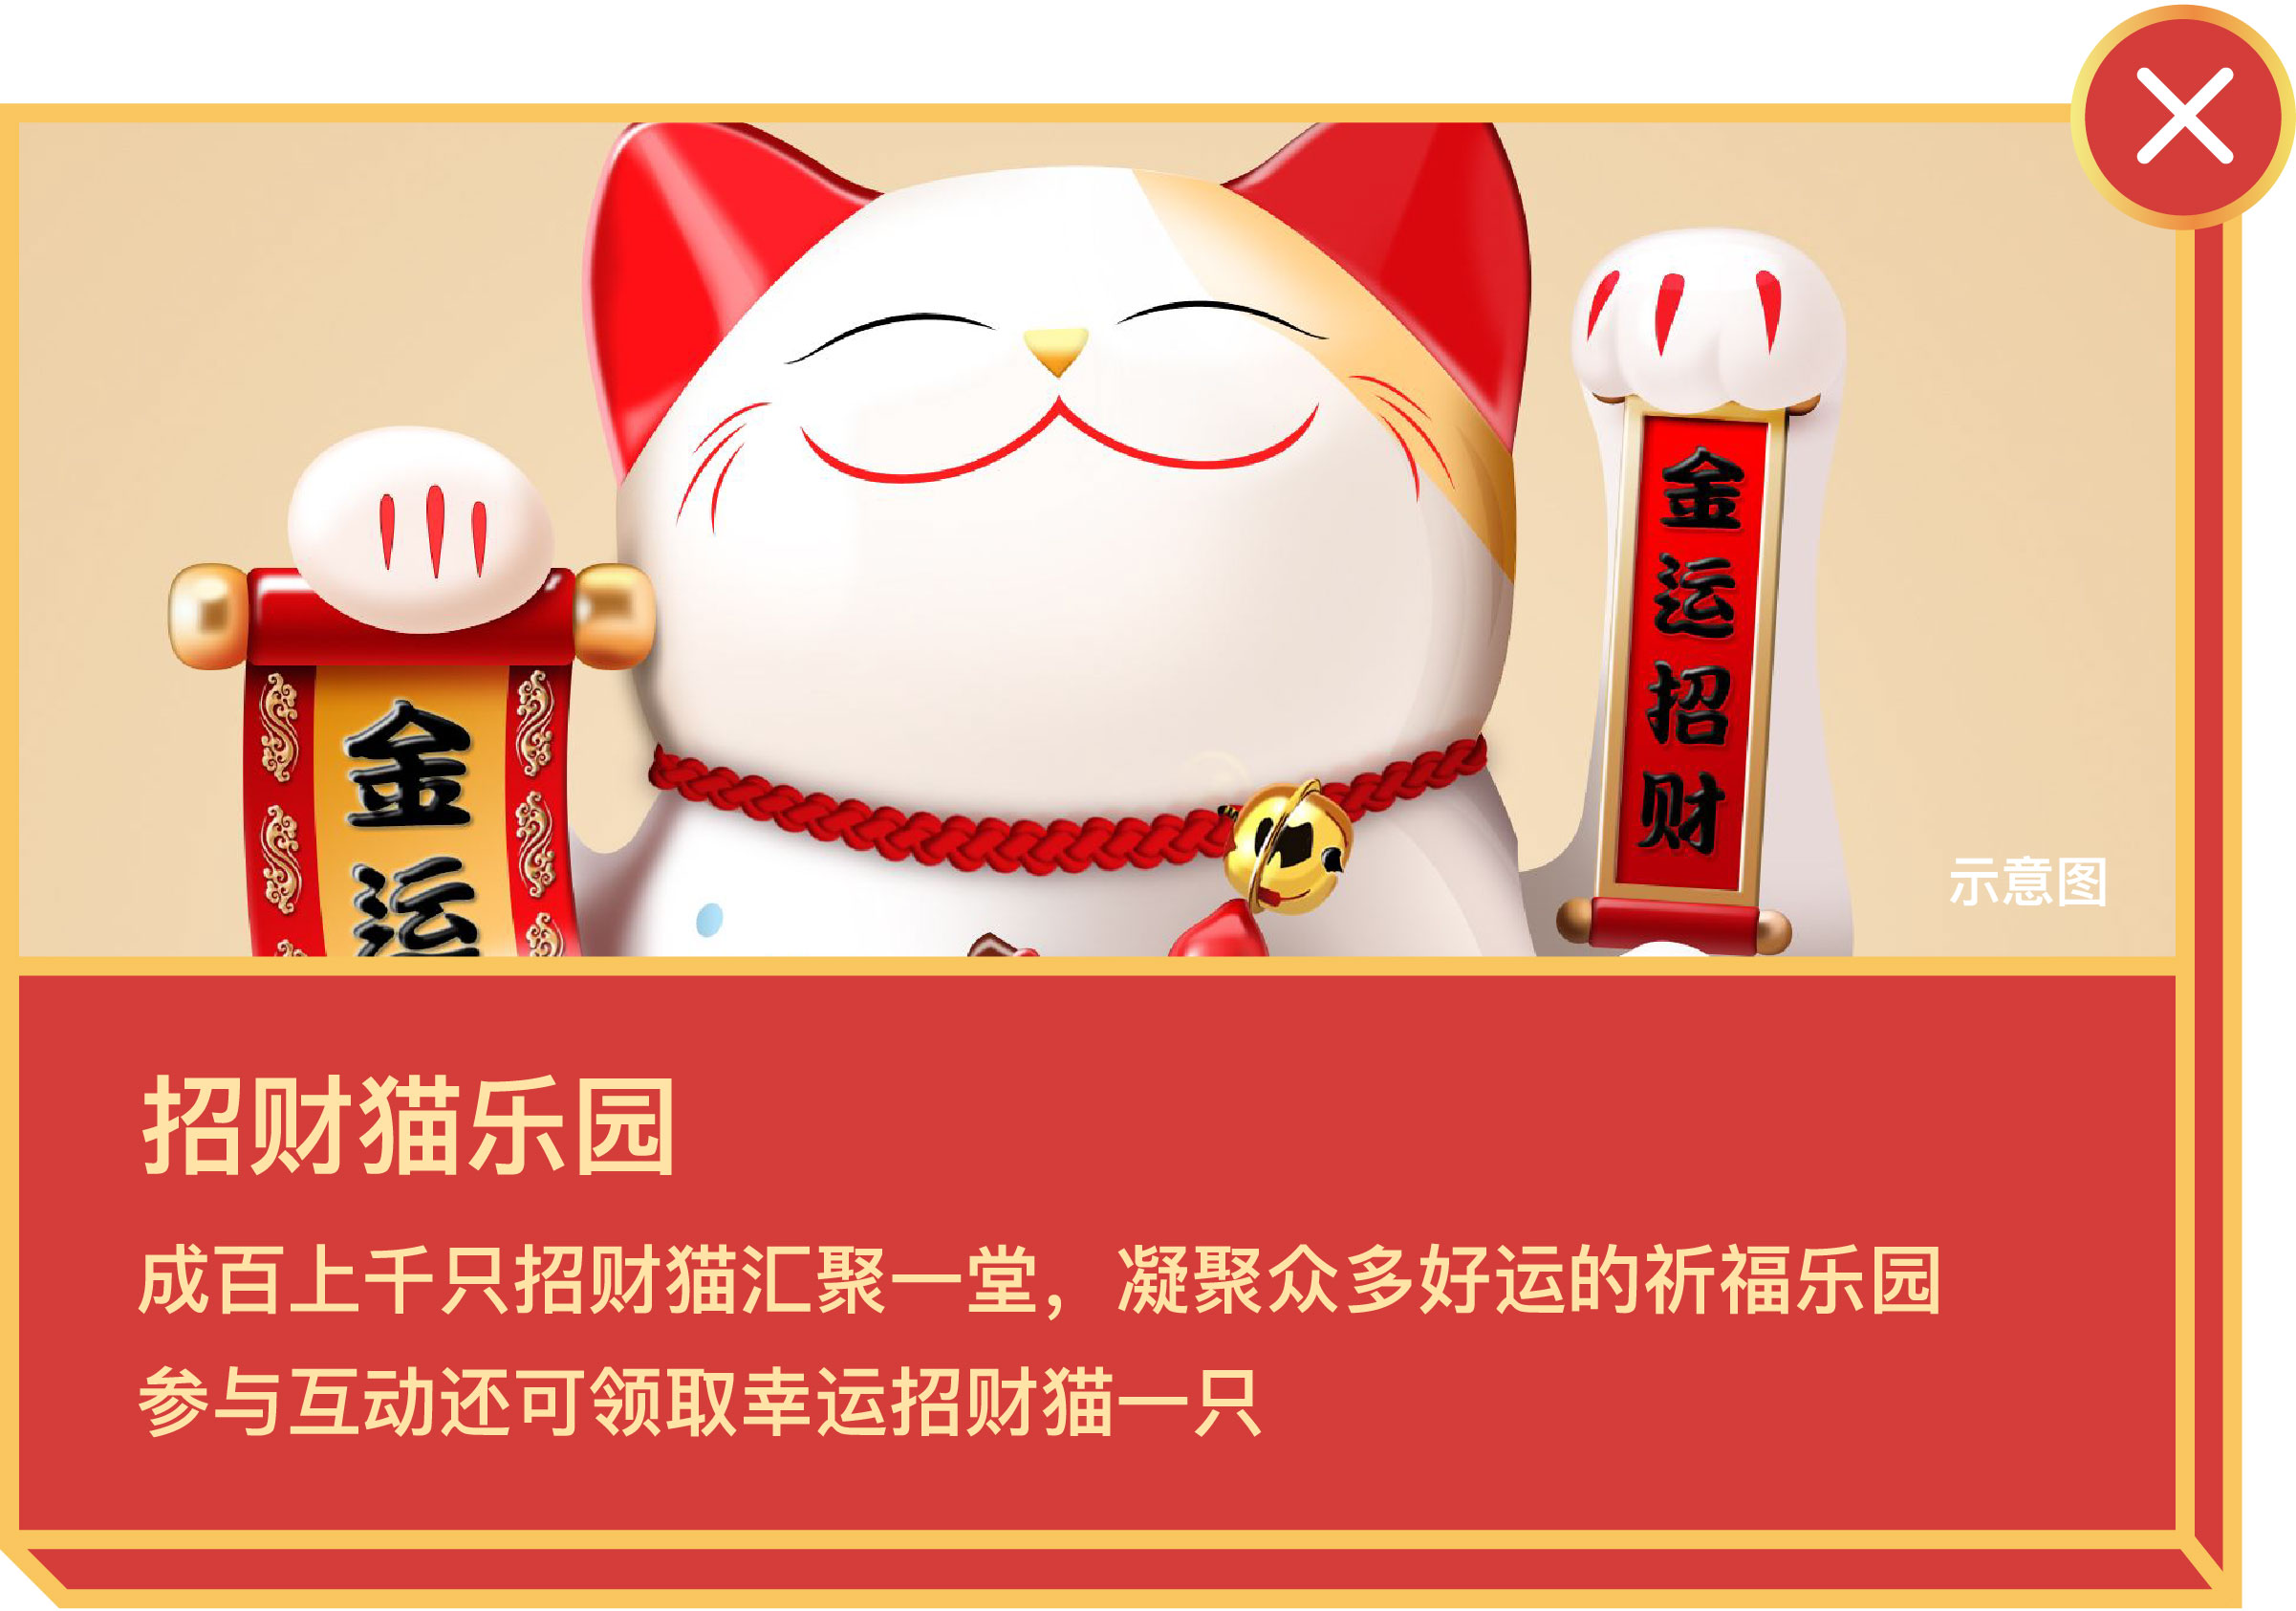 金运招财
金运
示意图
招财猫乐园
成百上千只招财猫汇聚一堂，凝聚众多好运的祈福乐园
参与互动还可领取幸运招财猫一只